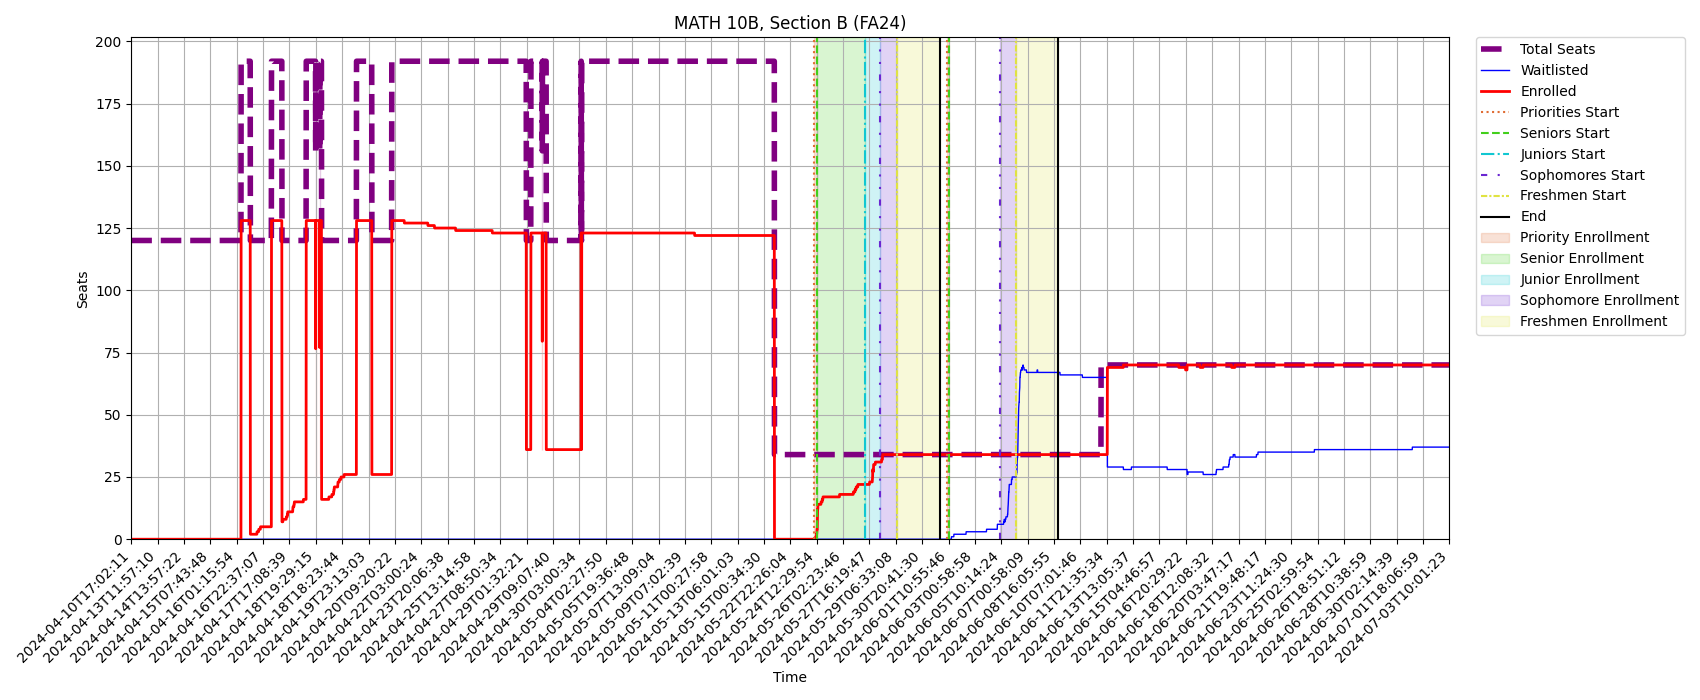 MATH 10B, Section B (FA24)
Total Seats
Waitlisted
Enrolled
Priorities Start
Seniors Start
Juniors Start
Sophomores Start
Freshmen Start
End
Priority Enrollment
Senior Enrollment
Junior Enrollment
Sophomore Enrollment
Freshmen Enrollment
Seats
200
175
150
125
100
75
50
25
0
2024-04-10T17:02:11
2024-04-13T11:57:10
2024-04-14T13:57:22
2024-04-15T07:43:48
2024-04-16T01:15:54
2024-04-16T22:37:07
2024-04-17T17:08:39
2024-04-18T19:29:15
2024-04-18T18:23:44
2024-04-19T23:13:03
2024-04-20T09:20:22
2024-04-22T03:00:24
2024-04-23T20:06:38
2024-04-25T13:14:58
2024-04-27T08:50:34
2024-04-29T01:32:21
2024-04-29T09:07:40
2024-04-30T03:00:34
2024-05-04T02:27:50
2024-05-05T19:36:48
2024-05-07T13:09:04
2024-05-09T07:02:39
2024-05-11T00:27:58
2024-05-13T06:01:03
2024-05-15T00:34:30
2024-05-22T22:26:04
2024-05-24T12:29:54
2024-05-26T02:23:46
2024-05-27T16:19:47
2024-05-29T06:33:08
2024-05-30T20:41:30
2024-06-01T10:55:46
2024-06-03T00:58:58
2024-06-05T10:14:24
2024-06-07T00:58:09
2024-06-08T16:05:55
2024-06-10T07:01:46
2024-06-11T21:35:34
2024-06-13T13:05:37
2024-06-15T04:46:57
2024-06-16T20:29:22
2024-06-18T12:08:32
2024-06-20T03:47:17
2024-06-21T19:48:17
2024-06-23T11:24:30
2024-06-25T02:59:54
2024-06-26T18:51:12
2024-06-28T10:38:59
2024-06-30T02:14:39
2024-07-01T18:06:59
2024-07-03T10:01:23
Time